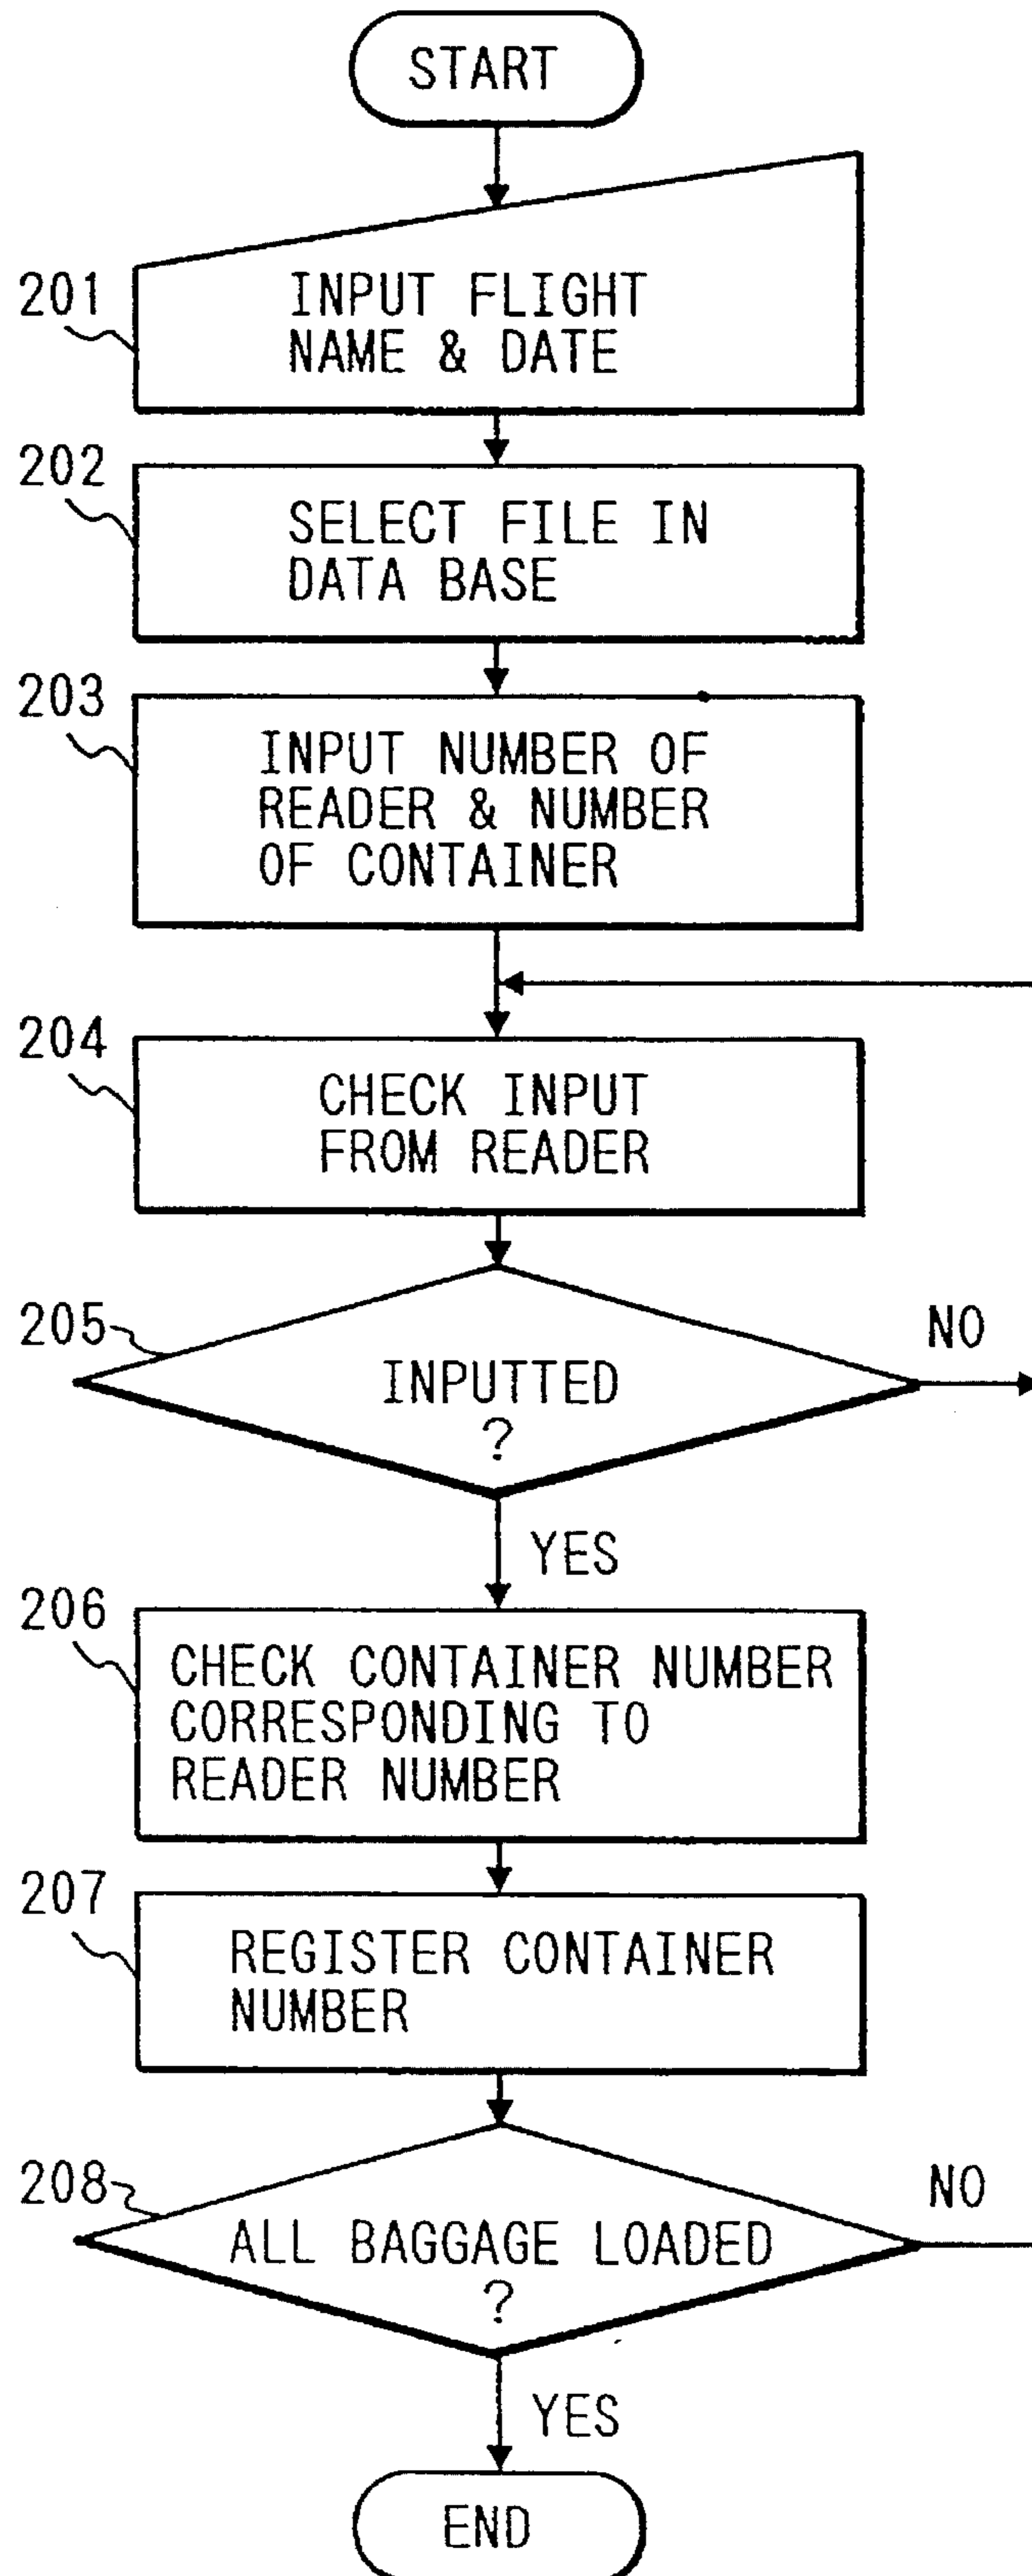 START
201
INPUT FLIGHT
NAME & DATE
202
SELECT FILE IN
DATA BASE
203
INPUT NUMBER OF
READER & NUMBER
OF CONTAINER
204
CHECK INPUT
FROM READER
205
INPUTTED
?
NO
YES
206
CHECK CONTAINER NUMBER
CORRESPONDING TO
READER NUMBER
207
REGISTER CONTAINER
NUMBER
208
ALL BAGGAGE LOADED
?
NO
YES
END